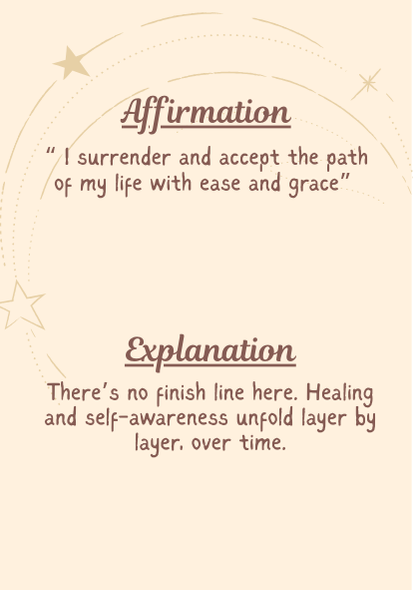 Affirmation
“ I surrender and accept the path
of my life with ease and grace”
Explanation
There's no finish line here. Healing
and self-awareness unfold layer by
layer, over time.